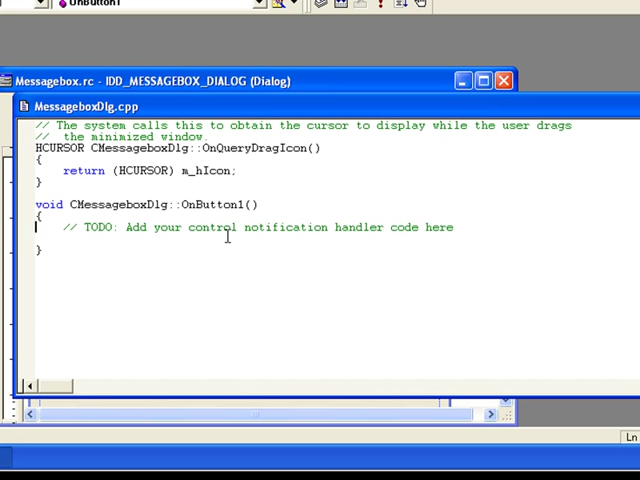 OnButton1
Messagebox.rc - IDD_MESSAGEBOX_DIALOG (Dialog)
MessageboxDlg.cpp
// The system calls this to obtain the cursor to display while the user drags
//  the minimized window.
HCURSOR CMessageboxDlg::OnQueryDragIcon()
{
    return (HCURSOR) m_hIcon;
}
void CMessageboxDlg::OnButton1()
{
    // TODO: Add your control notification handler code here
}
Ln